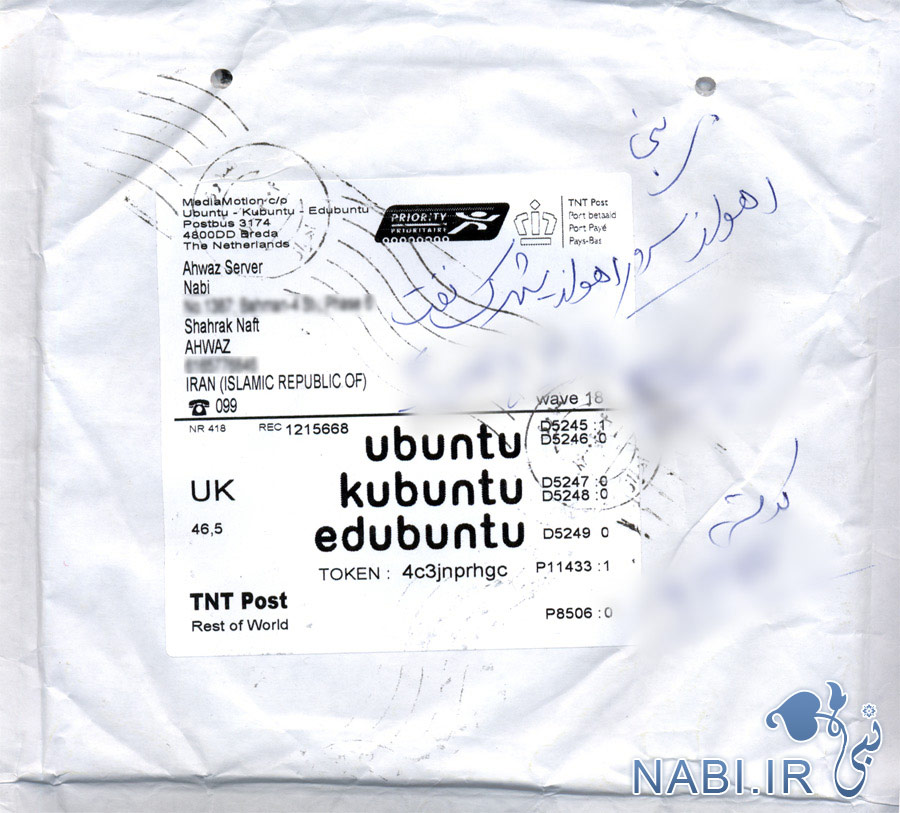 MediaMotion c/p
Ubuntu - Kubuntu - Edubuntu
Postbus 3174
4800DD Breda
The Netherlands
PRIORITY
PRIORITAIRE
TNT Post
Port betaald
Port Payé
Pays-Bas
Ahwaz Server
Nabi
Shahrak Naft
AHWAZ
IRAN (ISLAMIC REPUBLIC OF)
☎ 099
نبی
اهواز سرور اهواز شهرک نفت
wave 18
NR 418 REC 1215668
D5245 :1
D5246 :0
ubuntu
UK
kubuntu
D5247 :0
D5248 :0
46,5
edubuntu
D5249 0
TOKEN : 4c3jnprhgc
P11433 :1
TNT Post
Rest of World
P8506 :0
کد پستی
نبی
NABI.IR